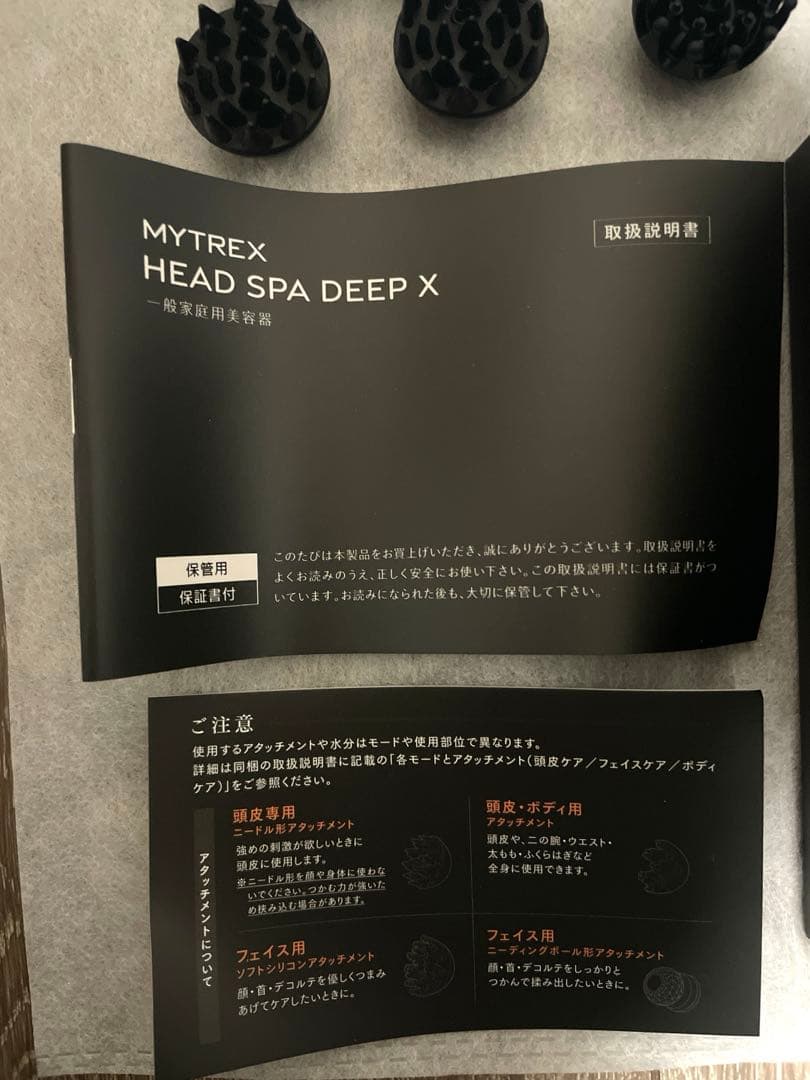 MYTREX
HEAD SPA DEEP X
一般家庭用美容器
取扱説明書
保管用
保証書付
このたびは本製品をお買上げいただき、誠にありがとうございます。取扱説明書を
よくお読みのうえ、正しく安全にお使い下さい。この取扱説明書には保証書がつ
いています。お読みになられた後も、大切に保管して下さい。
ご注意
使用するアタッチメントや水分はモードや使用部位で異なります。
詳細は同梱の取扱説明書に記載の「各モードとアタッチメント(頭皮ケア/フェイスケア/ボディ
ケア)」をご参照ください。
アタッチメントについて
頭皮専用
ニードル形アタッチメント
強めの刺激が欲しいときに
頭皮に使用します。
※ニードル形を顔や身体に使わな
いでください。つかむ力が強いた
め挟み込む場合があります。
頭皮・ボディ用
アタッチメント
頭皮や、二の腕・ウエスト・
太もも・ふくらはぎなど
全身に使用できます。
フェイス用
ソフトシリコンアタッチメント
顔・首・デコルテを優しくつまみ
あげてケアしたいときに。
フェイス用
ニーディングボール形アタッチメント
顔・首・デコルテをしっかりと
つかんで揉み出したいときに。